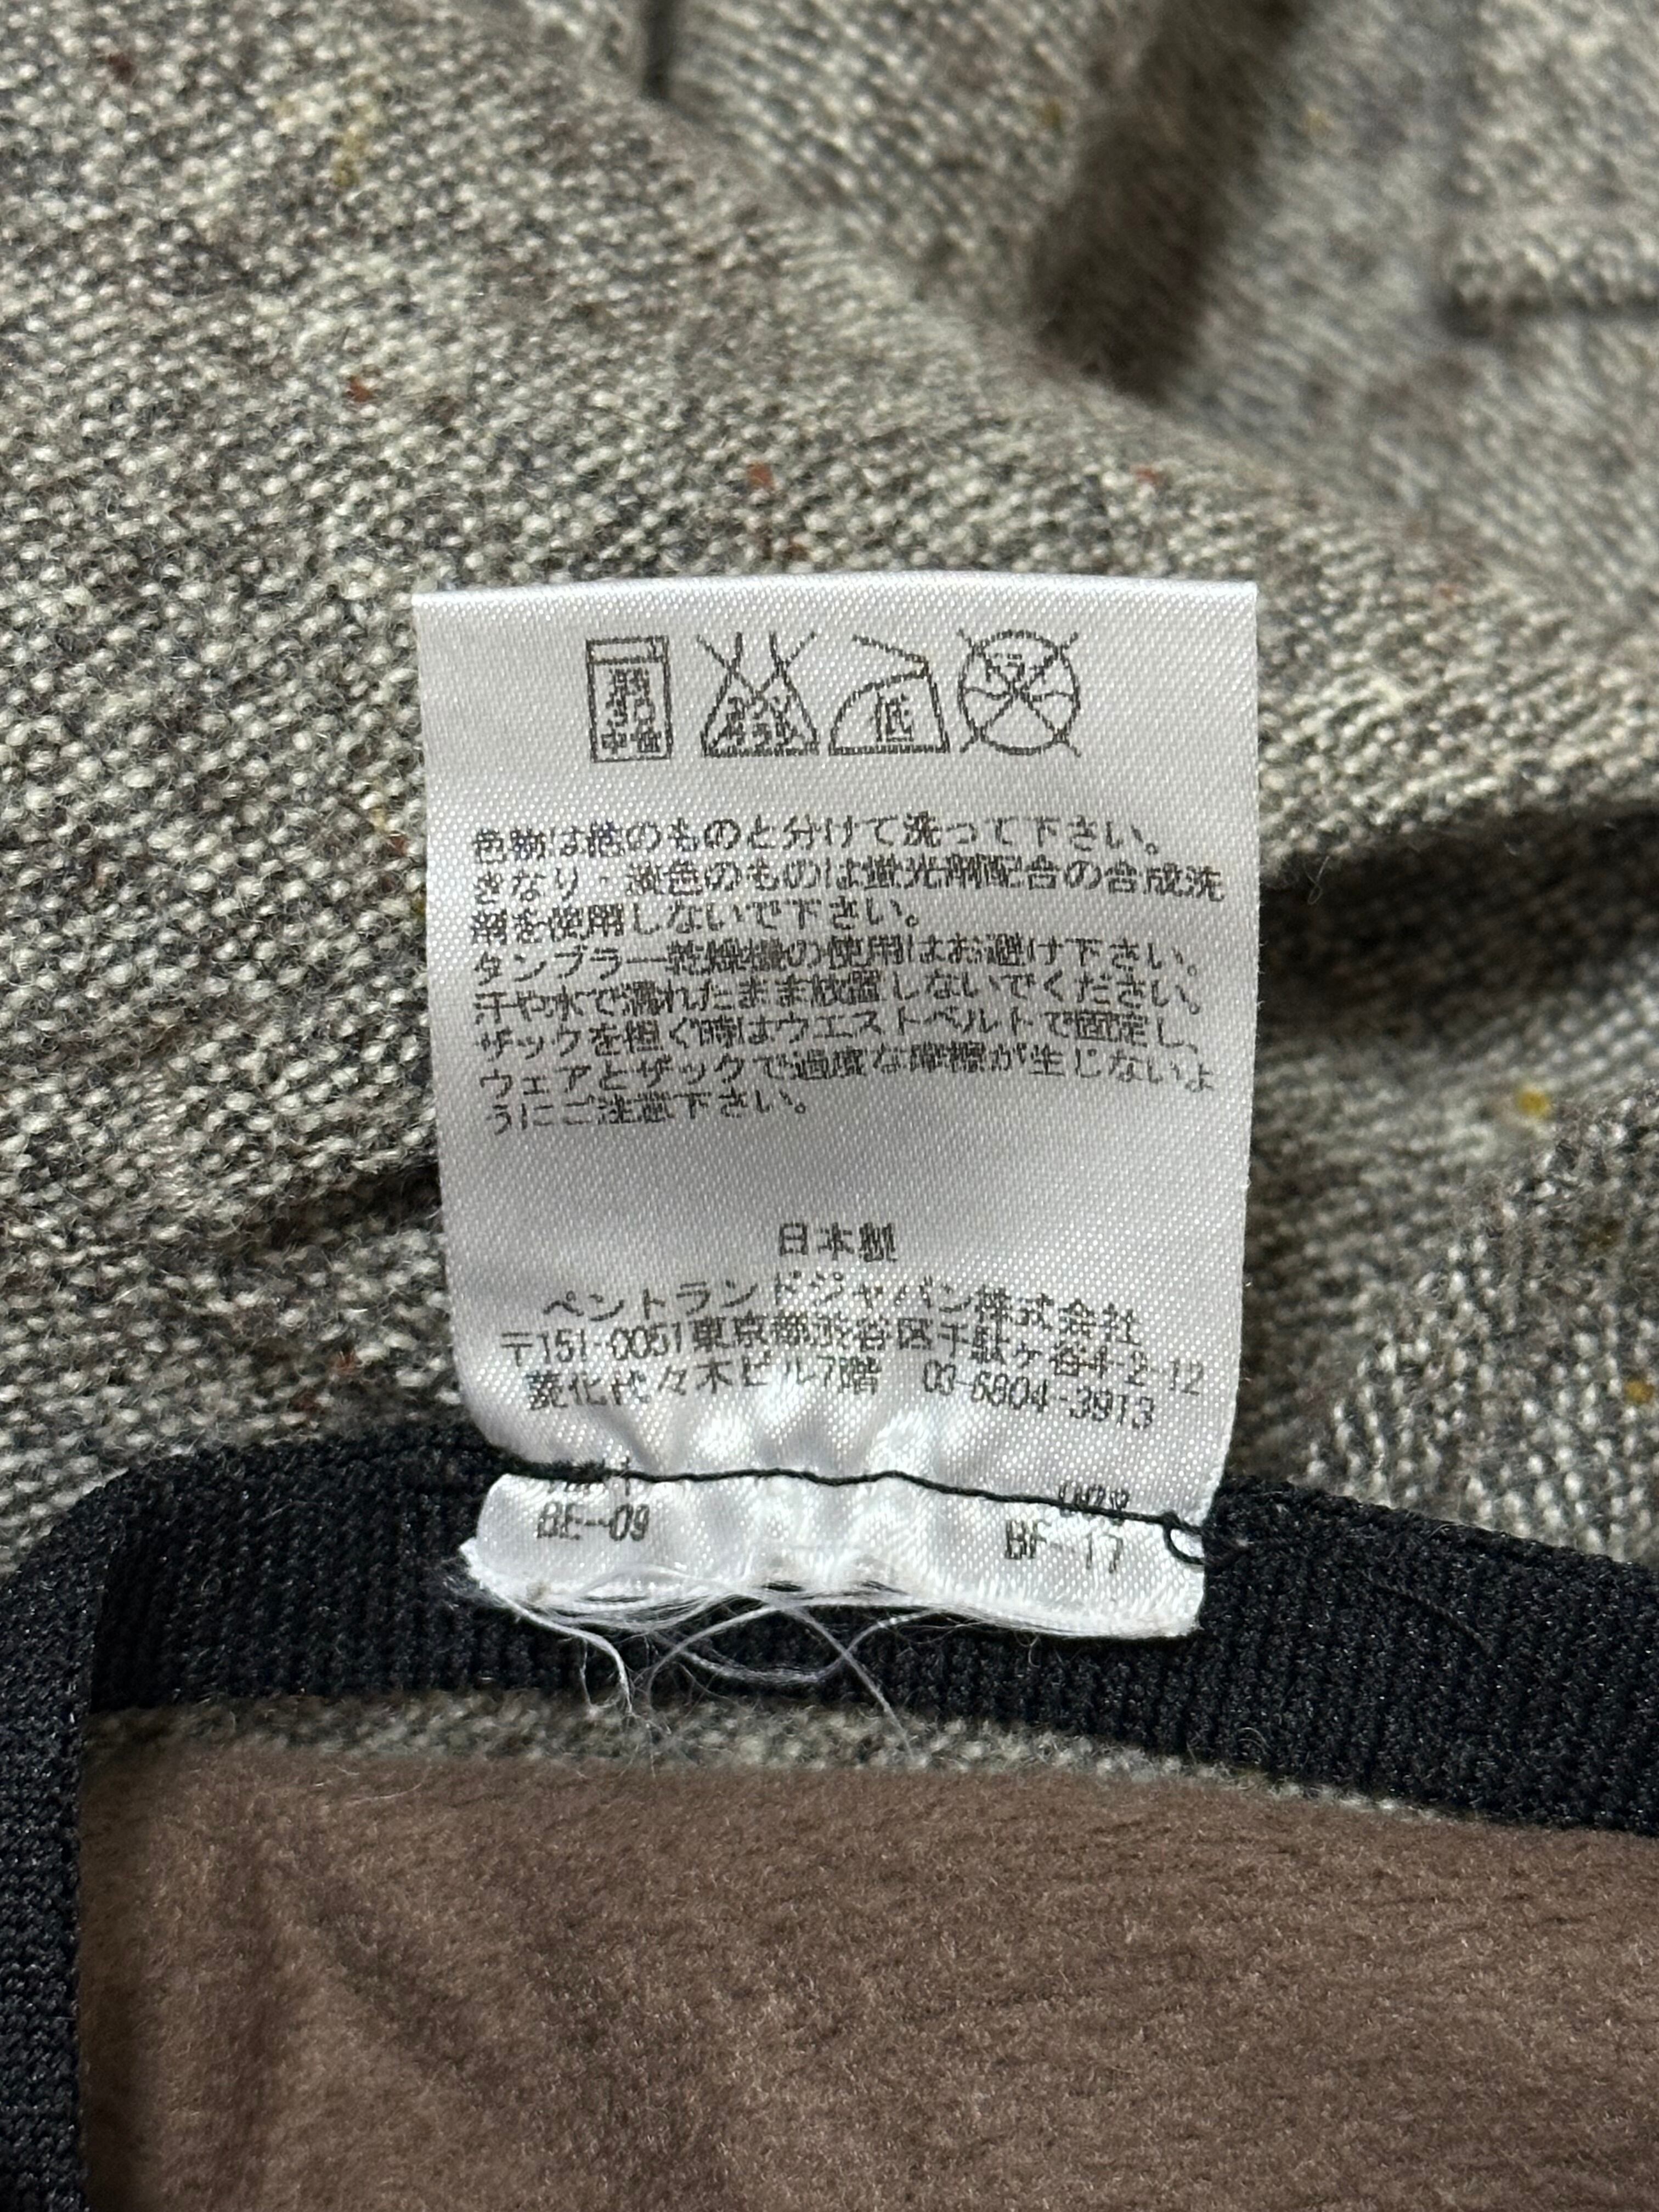 低
色物は他のものと分けて洗って下さい。
きなり・淡色のものは蛍光剤配合の合成洗
剤を使用しないで下さい。
タンブラー乾燥機の使用はお避け下さい。
汗や水で濡れたまま放置しないでください。
ザックを担ぐ時はウエストベルトで固定し、
ウェアとザックで過度な摩擦が生じないよ
うにご注意下さい。
日本製
ペントランドジャパン株式会社
〒151-0051東京都渋谷区千駄ヶ谷4-2-12
菱化代々木ビル7階 03-6804-3913
BE-09 BF-17